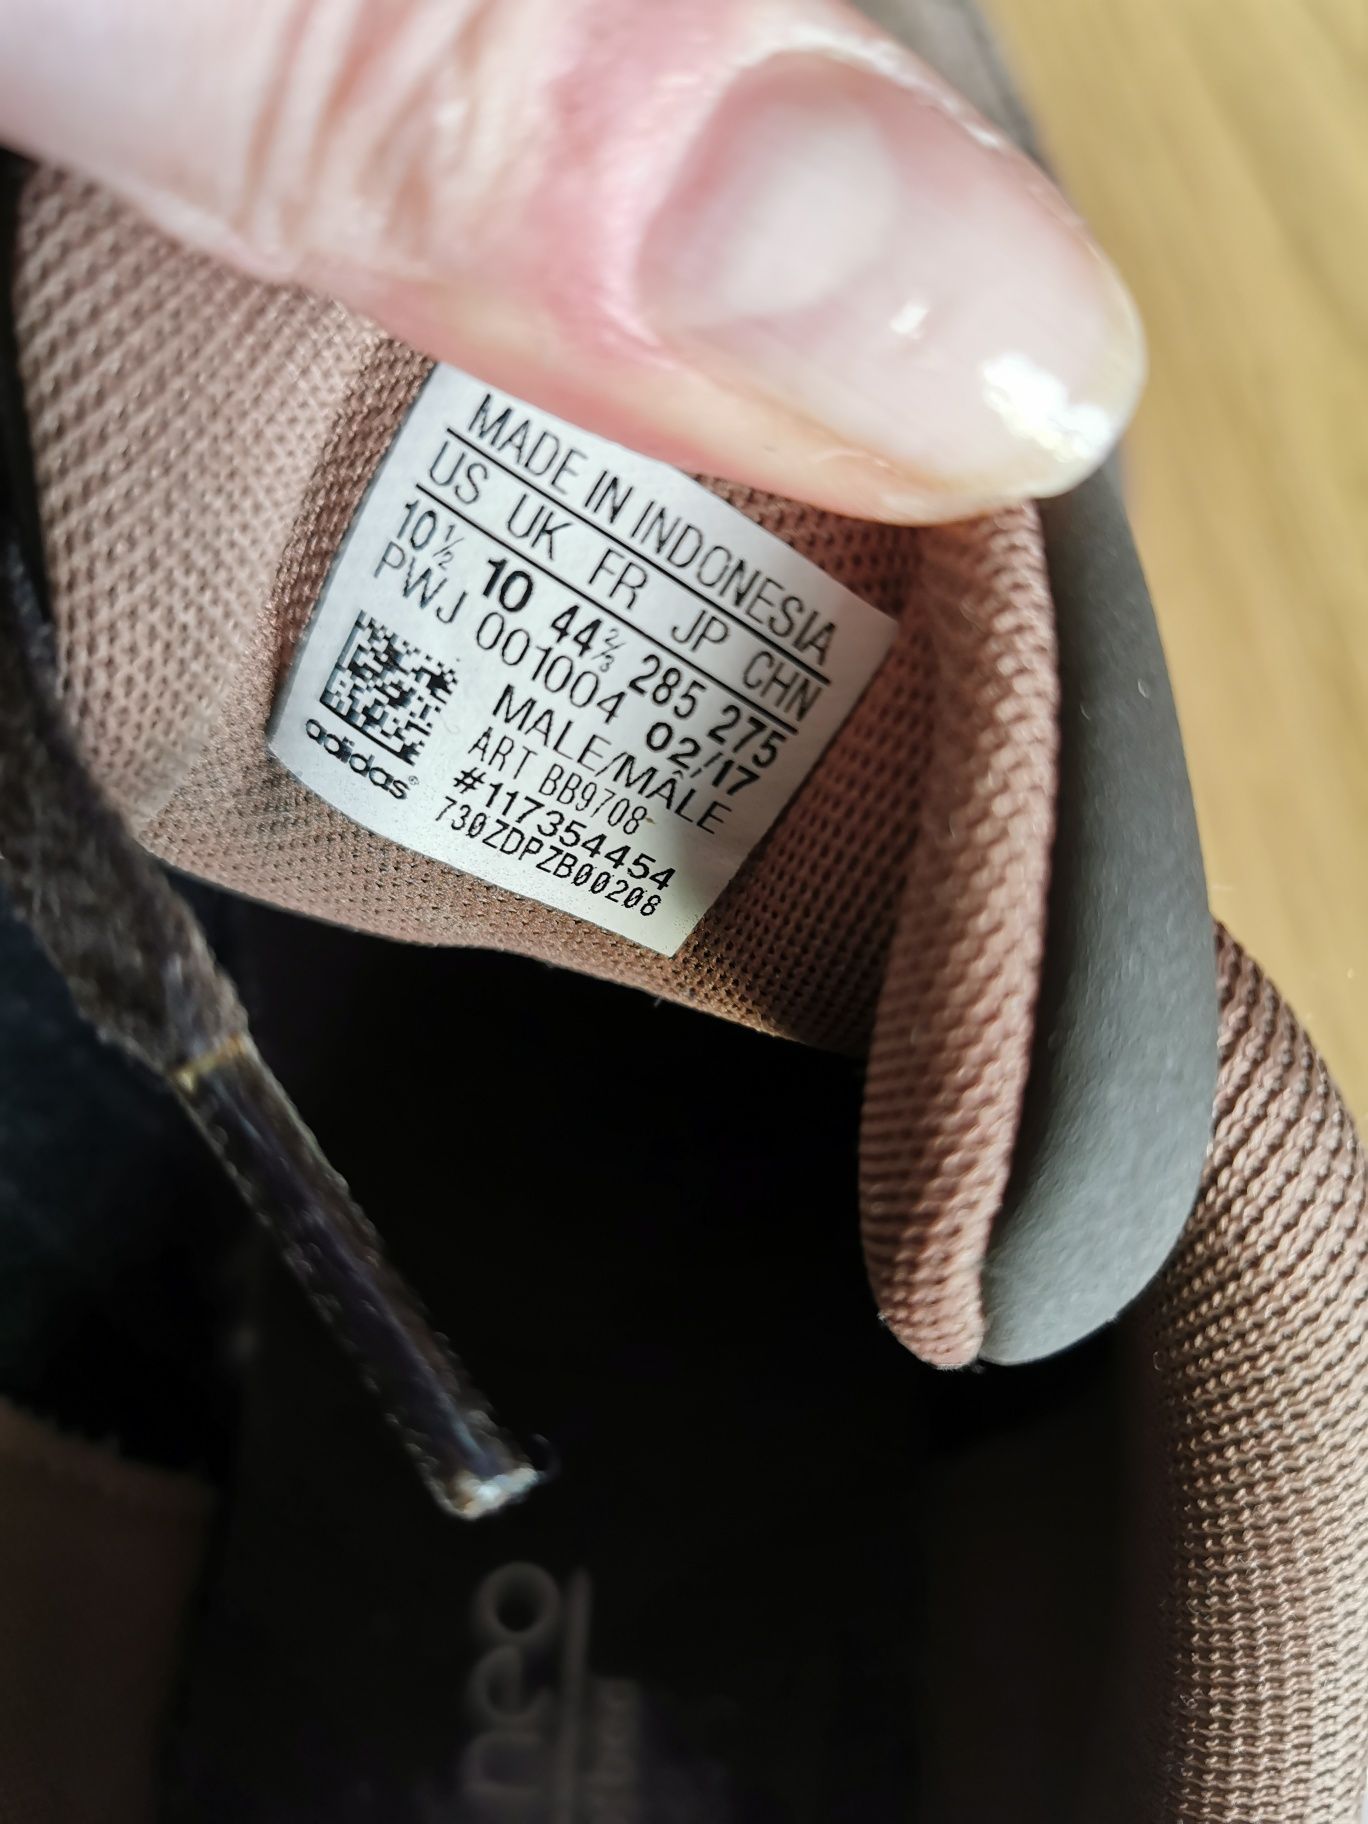 MADE IN INDONESIA
US UK FR JP CHN
10½ 10 44⅔ 285 275
PWJ 001004 02/17
MALE/MÂLE
ART BB9708
#117354454
730ZDPZB00208
adidas®
neo